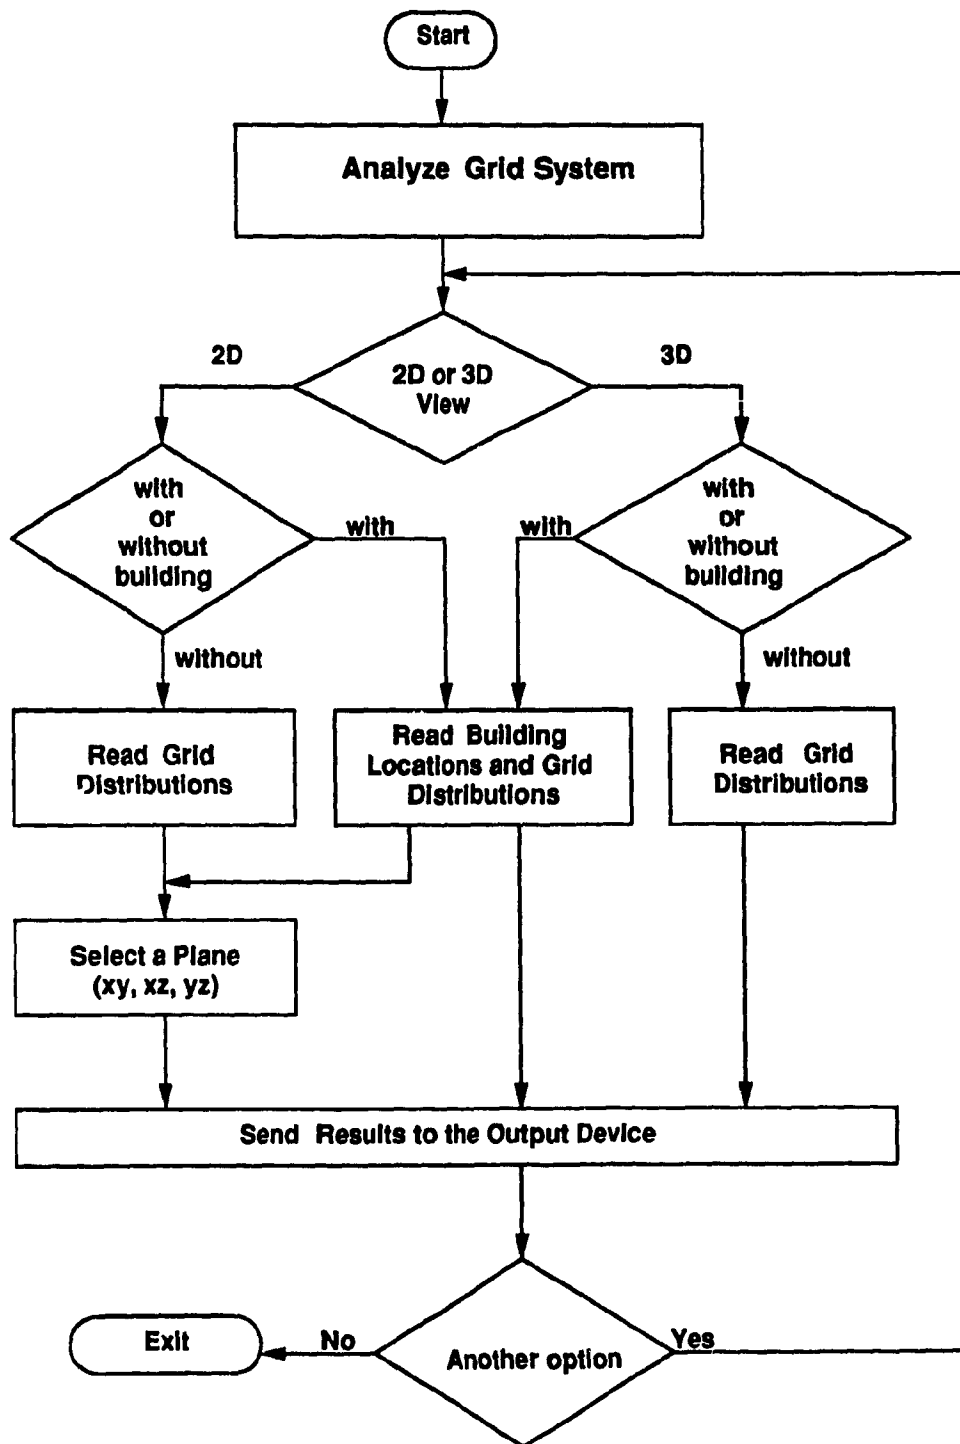 Start
Analyze Grid System
2D
2D or 3D
View
3D
with
or
without
building
with
with
with
or
without
building
without
without
Read Grid
Distributions
Read Building
Locations and Grid
Distributions
Read Grid
Distributions
Select a Plane
(xy, xz, yz)
Send Results to the Output Device
Exit
No
Another option
Yes